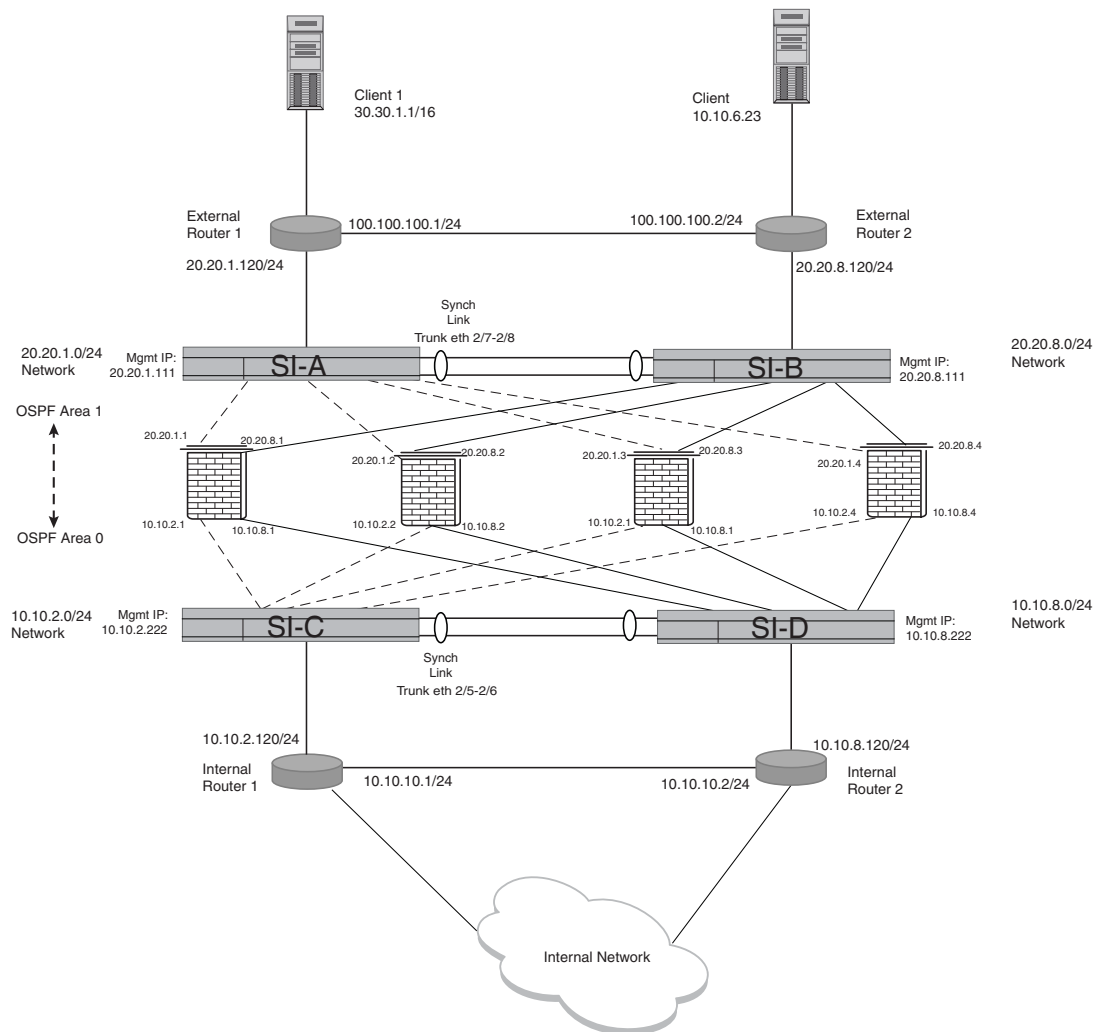 Client 1
30.30.1.1/16
Client
10.10.6.23
External
Router 1
100.100.100.1/24
100.100.100.2/24
External
Router 2
20.20.1.120/24
20.20.8.120/24
Synch
Link
Trunk eth 2/7-2/8
20.20.1.0/24
Network
Mgmt IP:
20.20.1.111
SI-A
SI-B
Mgmt IP:
20.20.8.111
20.20.8.0/24
Network
OSPF Area 1
20.20.1.1
20.20.8.1
20.20.1.2
20.20.8.2
20.20.1.3
20.20.8.3
20.20.1.4
20.20.8.4
10.10.2.1
10.10.8.1
10.10.2.2
10.10.8.2
10.10.2.1
10.10.8.1
10.10.2.4
10.10.8.4
OSPF Area 0
10.10.2.0/24
Network
Mgmt IP:
10.10.2.222
SI-C
SI-D
Mgmt IP:
10.10.8.222
10.10.8.0/24
Network
Synch
Link
Trunk eth 2/5-2/6
10.10.2.120/24
10.10.8.120/24
Internal
Router 1
10.10.10.1/24
10.10.10.2/24
Internal
Router 2
Internal Network